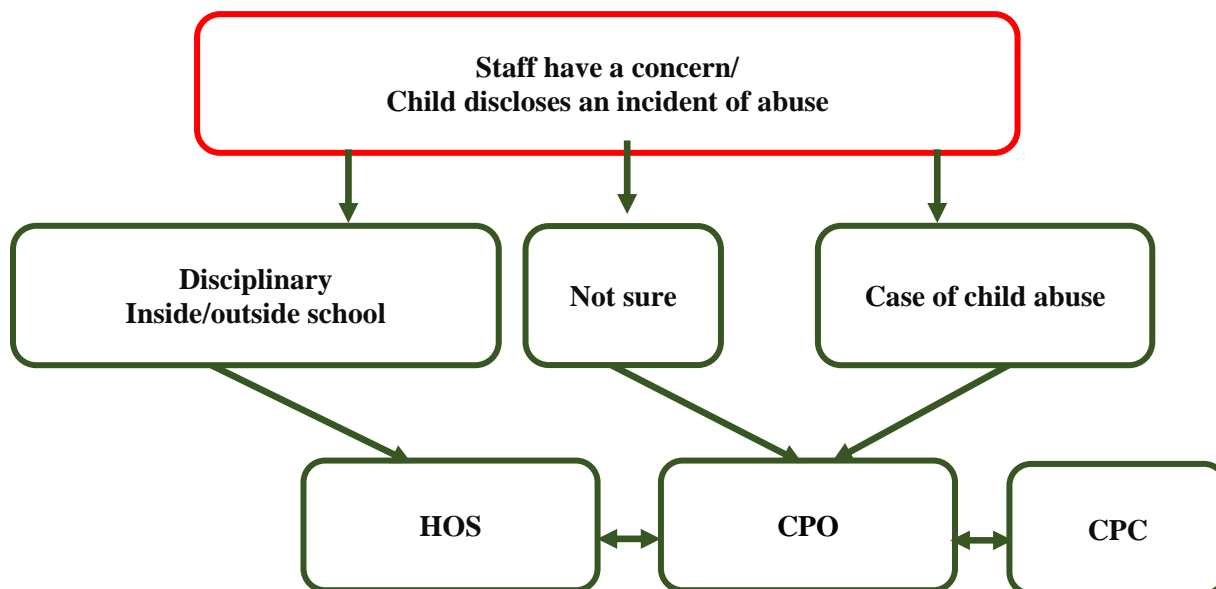 Staff have a concern/
Child discloses an incident of abuse
Disciplinary
Inside/outside school
Not sure
Case of child abuse
HOS
CPO
CPC